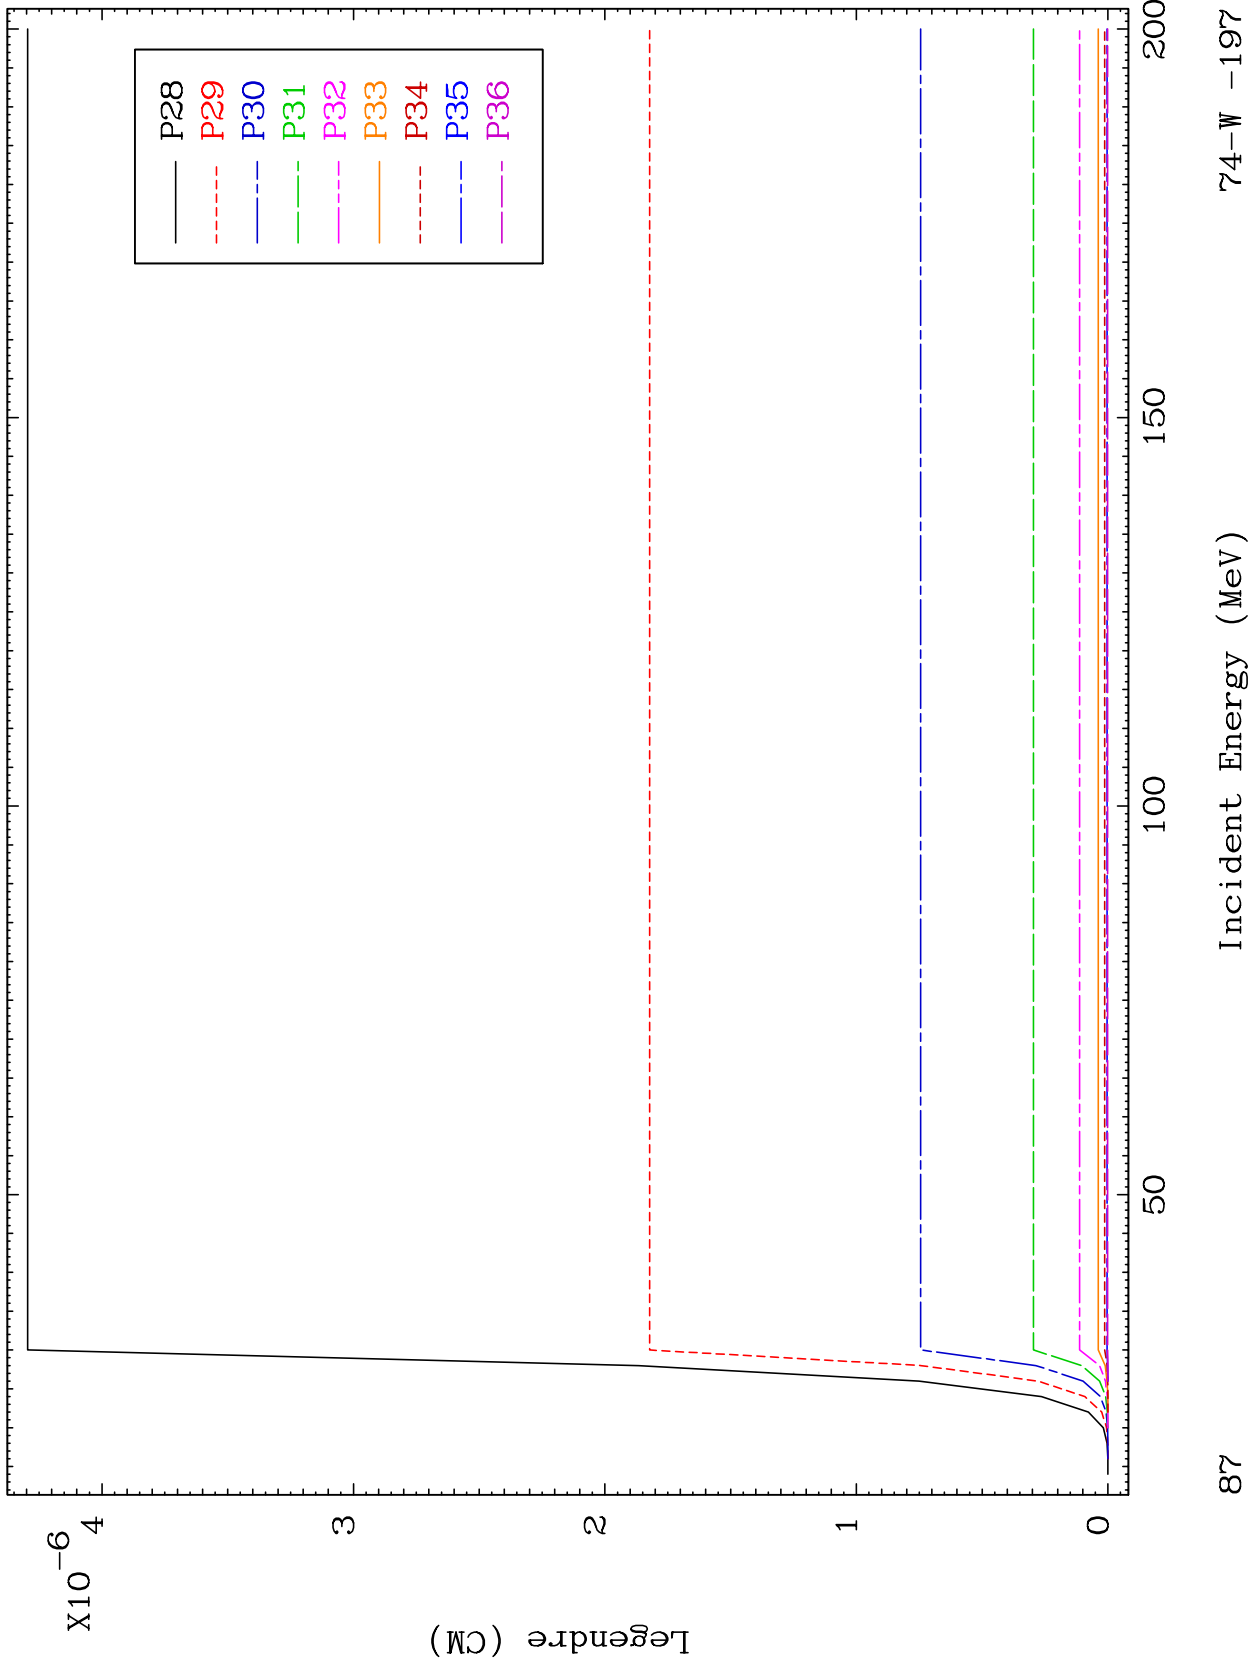 X10-6
4
3
2
1
0
Legendre (CM)
P28
P29
P30
P31
P32
P33
P34
P35
P36
50
100
150
200
87
Incident Energy (MeV)
74-W -197